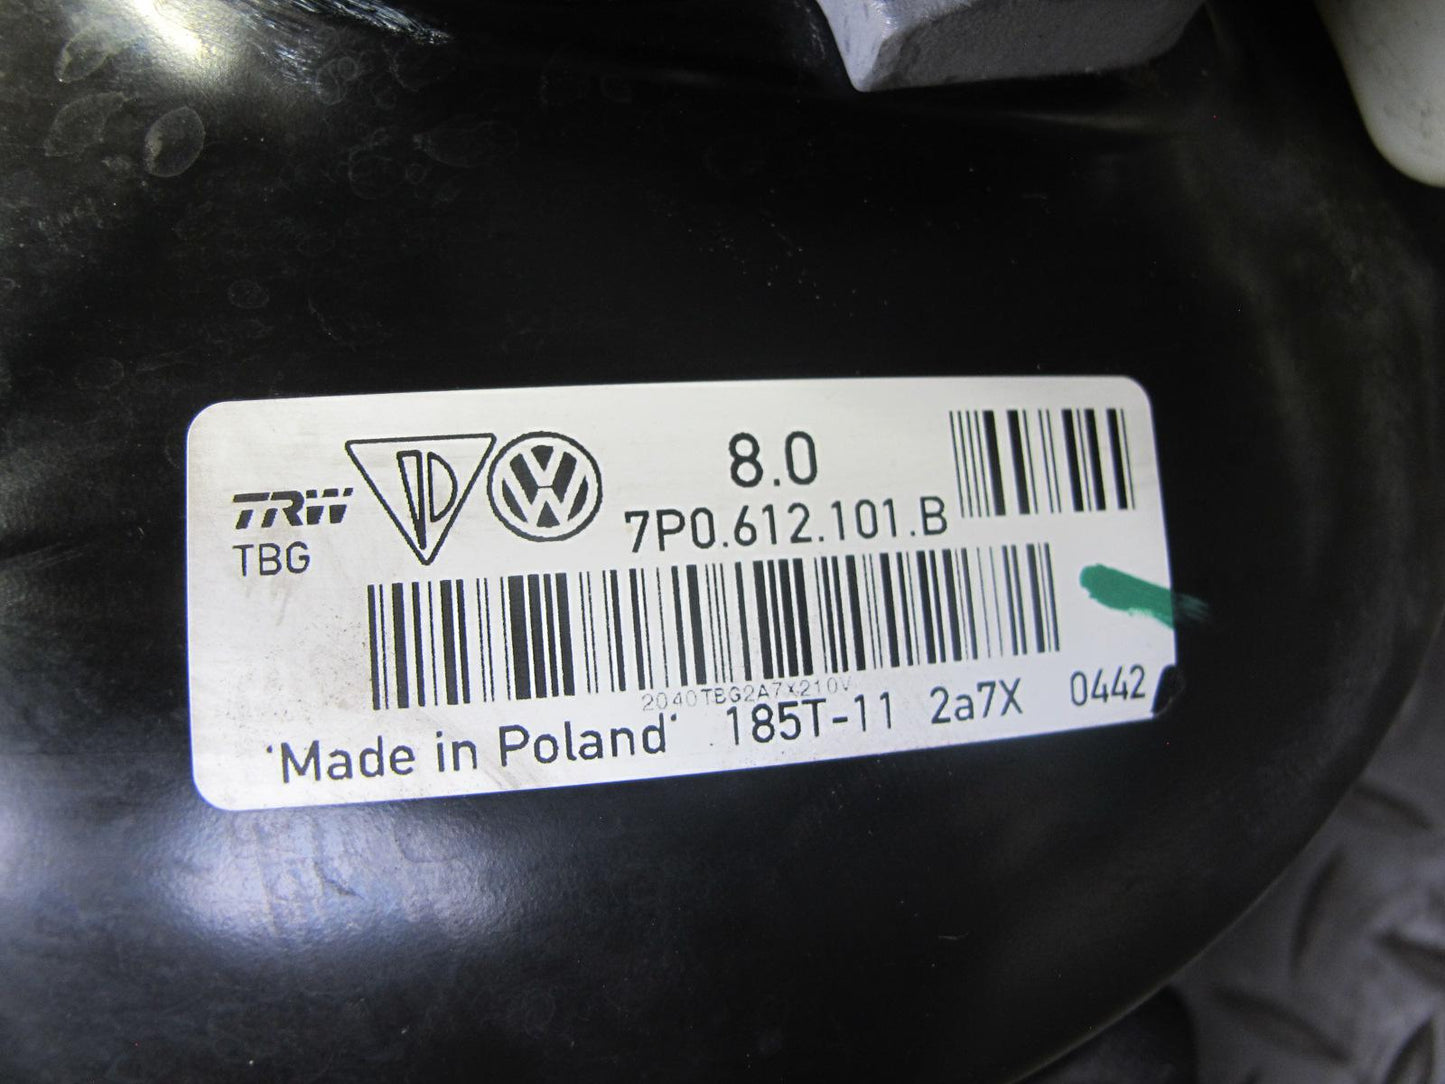 TRW
TBG
8.0
7P0.612.101.B
2040TBG2A7X210V
'Made in Poland' 185T-11 2a7X 0442